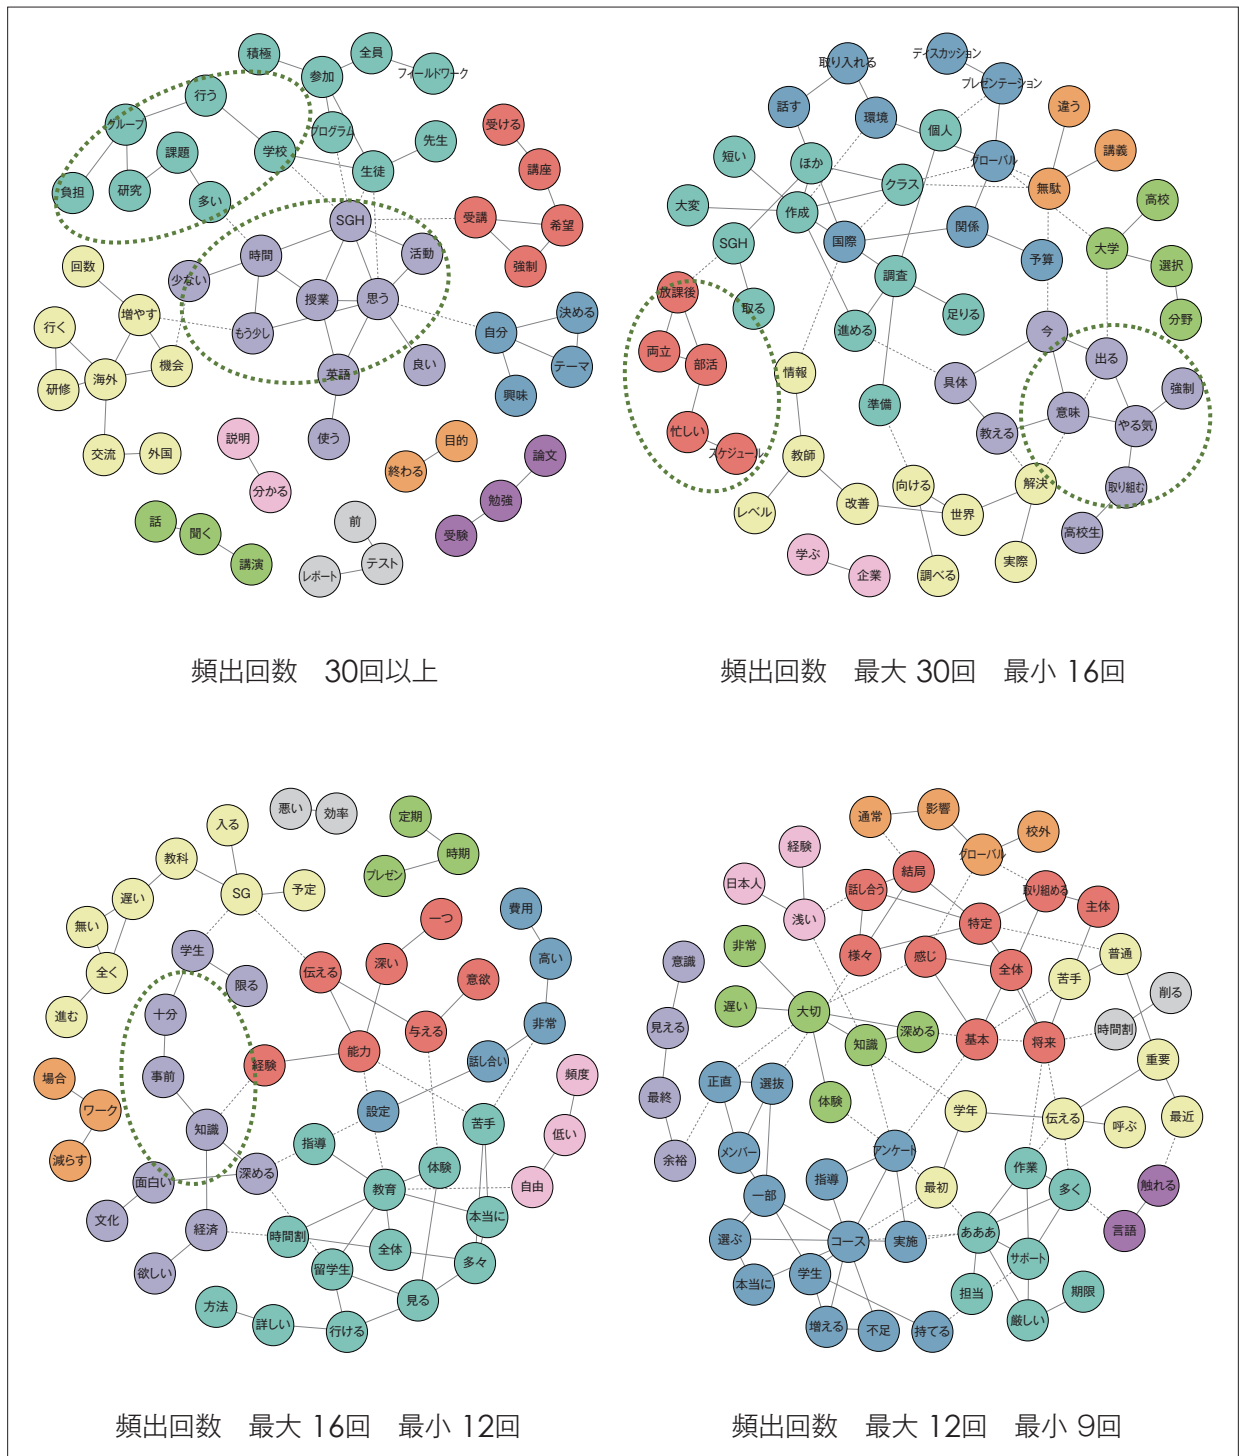 積極
全員
参加
フィールドワーク
行う
グループ
プログラム
受ける
先生
課題
学校
生徒
講座
負担
研究
多い
SGH
受講
希望
時間
活動
強制
回数
少ない
授業
思う
行く
増やす
もう少し
自分
決める
機会
良い
テーマ
研修
海外
英語
興味
説明
使う
目的
交流
外国
終わる
論文
分かる
勉強
話
聞く
前
受験
講演
レポート
テスト
頻出回数　30回以上
ディスカッション
取り入れる
プレゼンテーション
話す
環境
個人
違う
短い
ほか
グローバル
講義
クラス
無駄
大変
作成
高校
SGH
国際
関係
大学
予算
選択
調査
放課後
取る
足りる
分野
進める
今
両立
部活
情報
出る
具体
強制
準備
意味
やる気
忙しい
教える
スケジュール
教師
向ける
解決
取り組む
レベル
改善
世界
高校生
学ぶ
企業
調べる
実際
頻出回数　最大 30回　最小 16回
悪い
効率
定期
入る
教科
時期
プレゼン
遅い
SG
予定
無い
一つ
費用
学生
深い
高い
全く
伝える
意欲
限る
進む
十分
与える
非常
経験
能力
話し合い
場合
事前
頻度
ワーク
設定
知識
苦手
低い
減らす
指導
体験
面白い
深める
教育
自由
文化
経済
時間割
全体
本当に
欲しい
留学生
多々
方法
詳しい
行ける
見る
頻出回数　最大 16回　最小 12回
通常
影響
経験
グローバル
校外
日本人
結局
話し合う
取り組める
浅い
主体
特定
非常
様々
感じ
全体
普通
意識
苦手
削る
遅い
大切
見える
知識
深める
基本
将来
時間割
正直
選抜
重要
最終
体験
学年
伝える
呼ぶ
最近
メンバー
アンケート
余裕
作業
指導
最初
多く
触れる
一部
言語
選ぶ
コース
実施
あああ
サポート
本当に
学生
担当
期限
増える
不足
持てる
厳しい
頻出回数　最大 12回　最小 9回